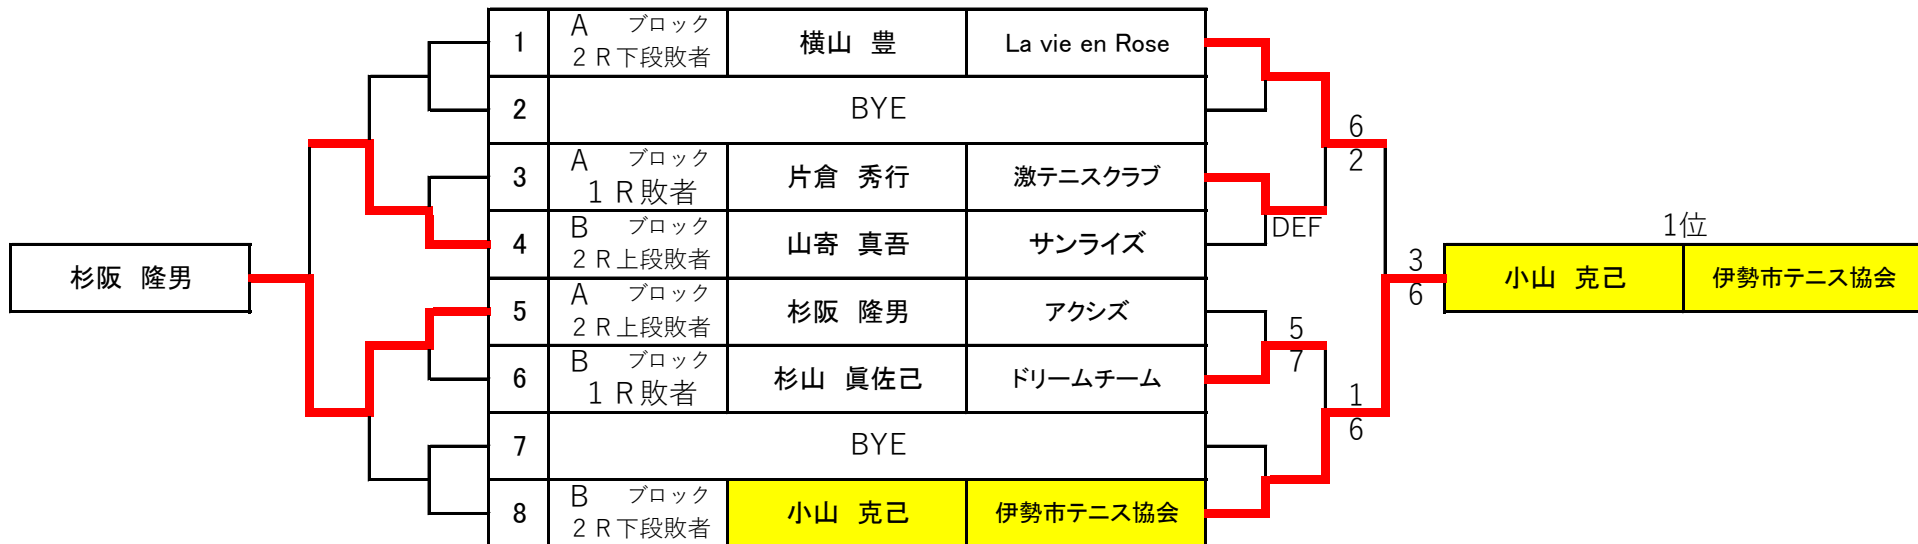 1 A ブロック 2R下段敗者 横山 豊 La vie en Rose
2 BYE
6
2
3 A ブロック 1R敗者 片倉 秀行 激テニスクラブ
DEF
4 B ブロック 2R上段敗者 山寄 真吾 サンライズ
1位
杉阪 隆男
3
6
小山 克己 伊勢市テニス協会
5 A ブロック 2R上段敗者 杉阪 隆男 アクシズ
5
7
6 B ブロック 1R敗者 杉山 眞佐己 ドリームチーム
1
6
7 BYE
8 B ブロック 2R下段敗者 小山 克己 伊勢市テニス協会